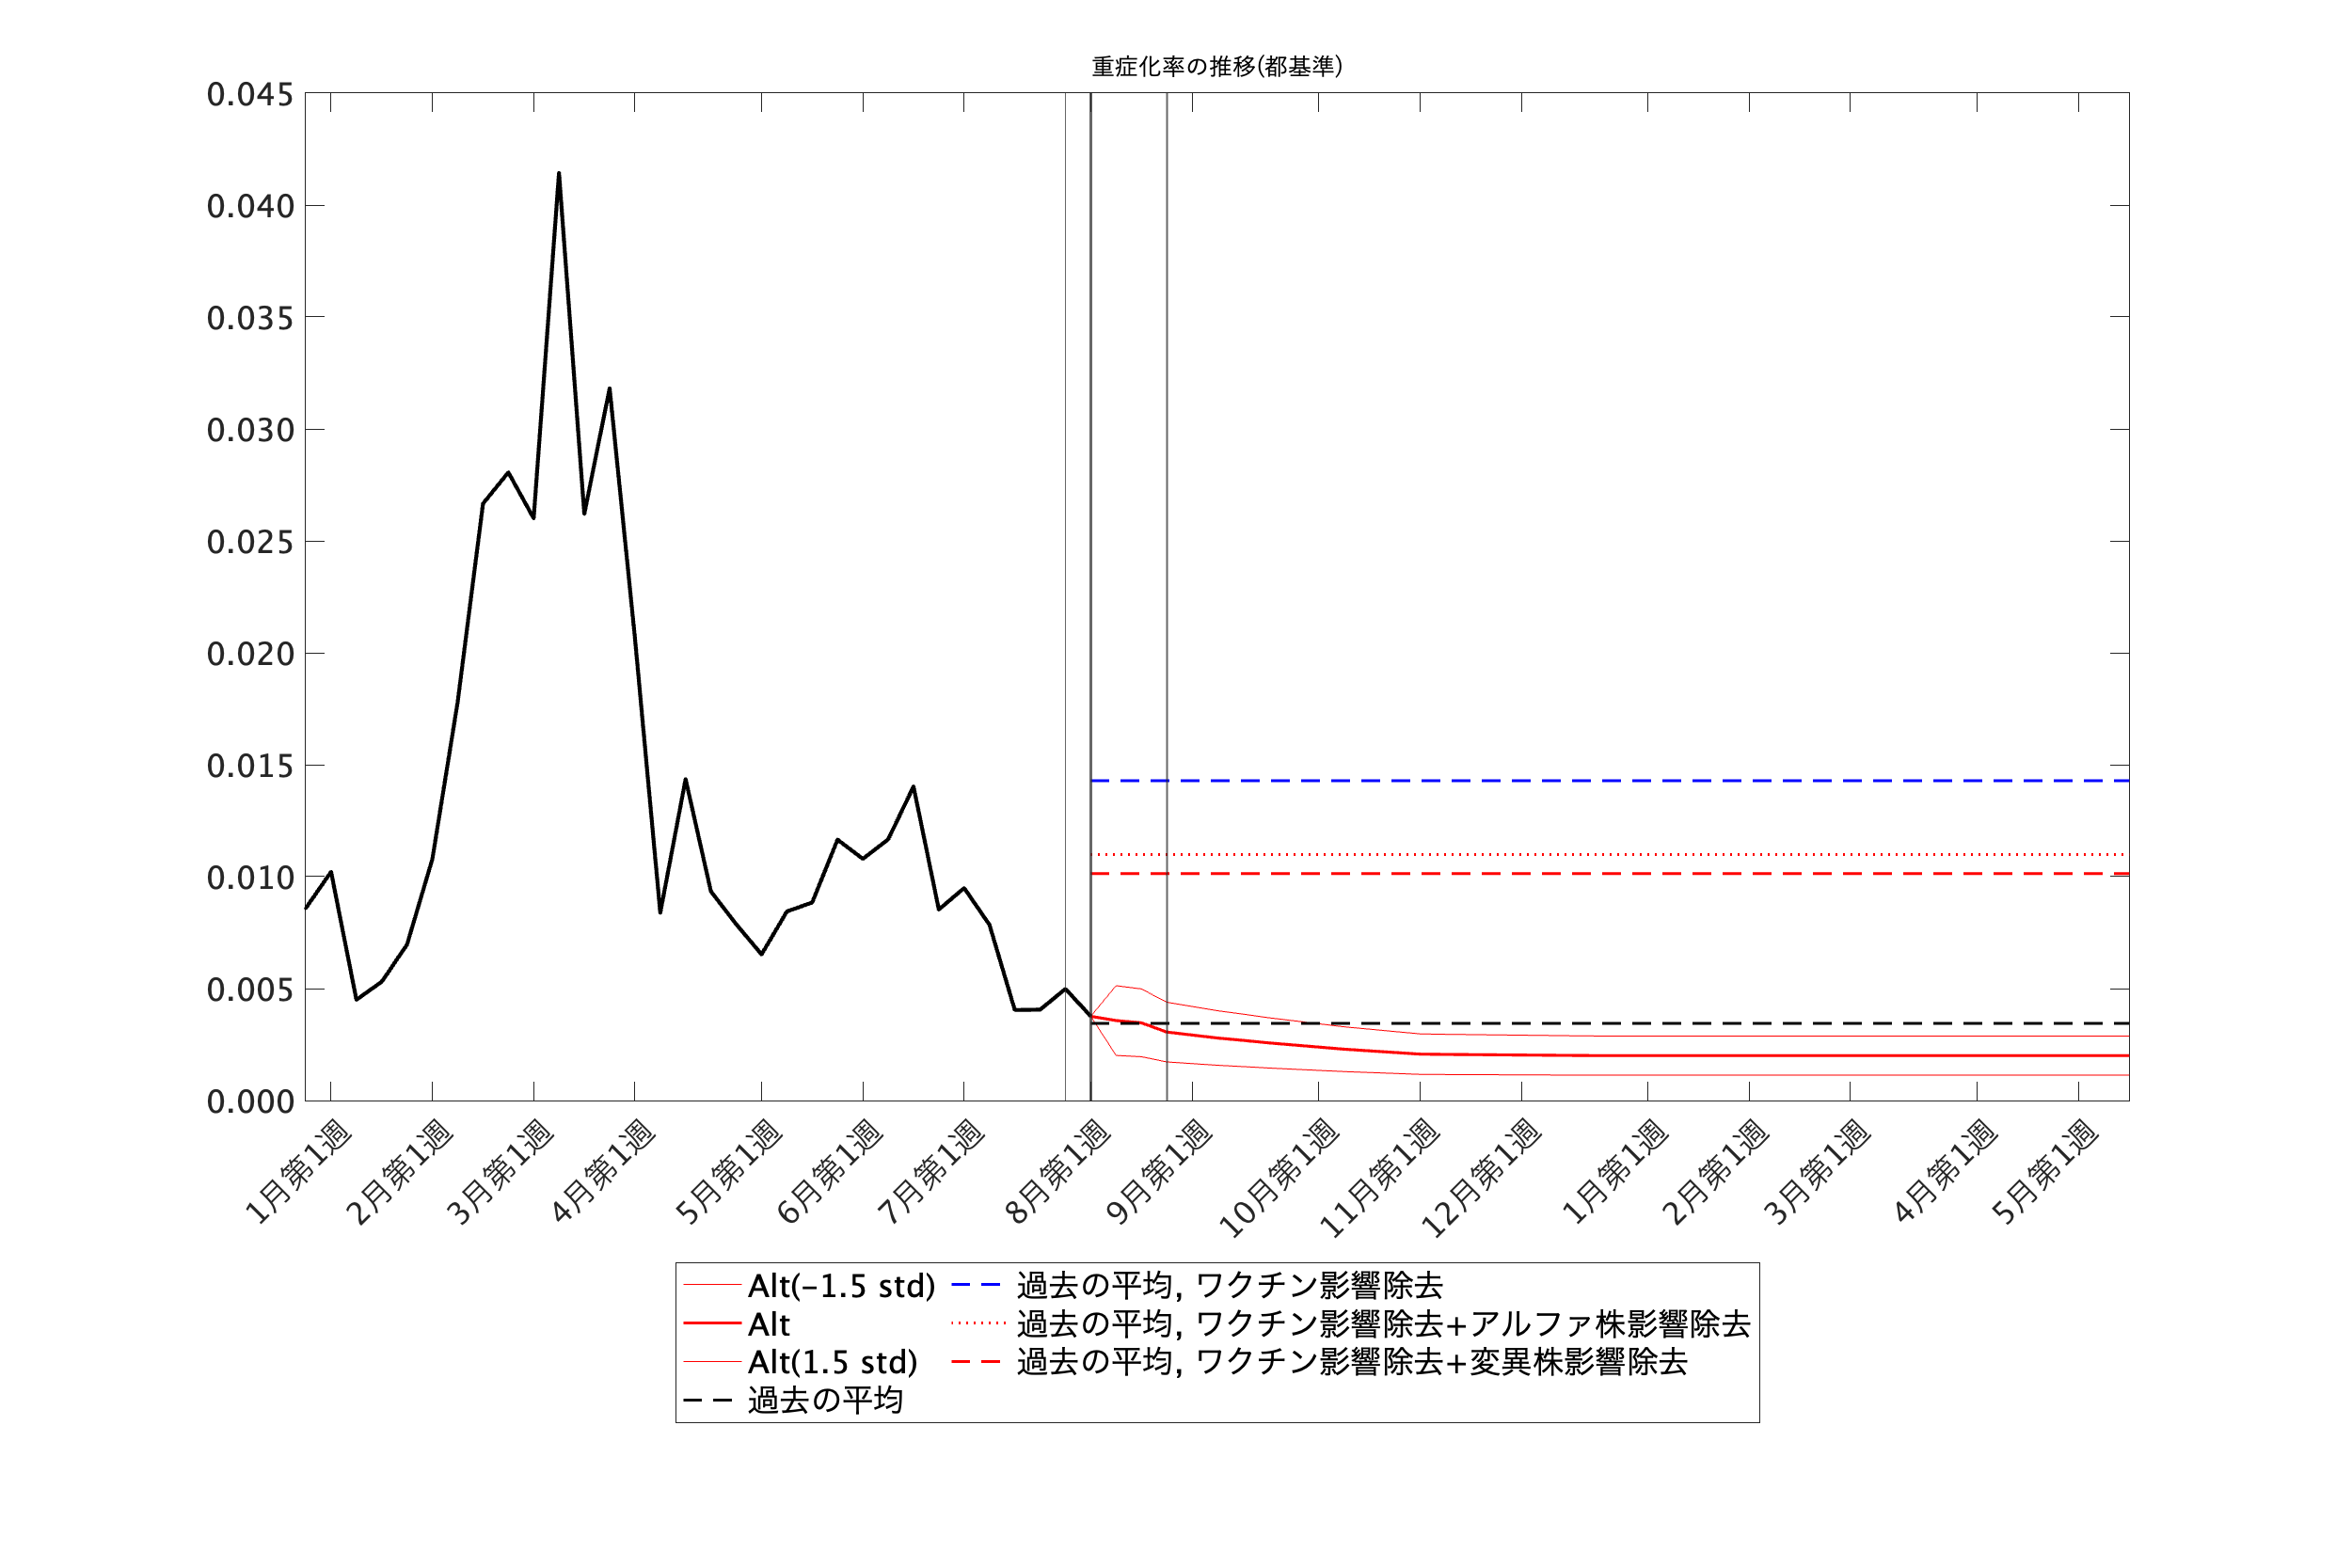 重症化率の推移(都基準)
0.045
0.040
0.035
0.030
0.025
0.020
0.015
0.010
0.005
0.000
1月第1週
2月第1週
3月第1週
4月第1週
5月第1週
6月第1週
7月第1週
8月第1週
9月第1週
10月第1週
11月第1週
12月第1週
1月第1週
2月第1週
3月第1週
4月第1週
5月第1週
Alt(-1.5 std)
Alt
Alt(1.5 std)
過去の平均
過去の平均, ワクチン影響除去
過去の平均, ワクチン影響除去+アルファ株影響除去
過去の平均, ワクチン影響除去+変異株影響除去